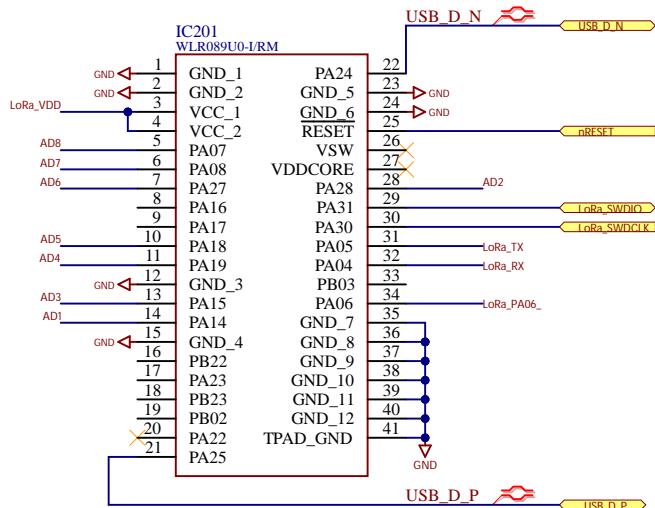 USB_D_N
USB_D_N
IC201
WLR089U0-I/RM
GND 1 GND_1 PA24 22
GND 2 GND_2 GND_5 23 GND
LoRa_VDD 3 VCC_1 GND_6 24 GND
4 VCC_2 RESET 25 nRESET
AD8 5 PA07 VSW 26
AD7 6 PA08 VDDCORE 27
AD6 7 PA27 PA28 28 AD2
8 PA16 PA31 29 LoRa_SWDIO
9 PA17 PA30 30 LoRa_SWDCLK
AD5 10 PA18 PA05 31 LoRa_TX
AD4 11 PA19 PA04 32 LoRa_RX
GND 12 GND_3 PB03 33
AD3 13 PA15 PA06 34 LoRa_PA06_
AD1 14 PA14 GND_7 35
GND 15 GND_4 GND_8 36
16 PB22 GND_9 37
17 PA23 GND_10 38
18 PB23 GND_11 39
19 PB02 GND_12 40
20 PA22 TPAD_GND 41
21 PA25
GND
USB_D_P
USB_D_P